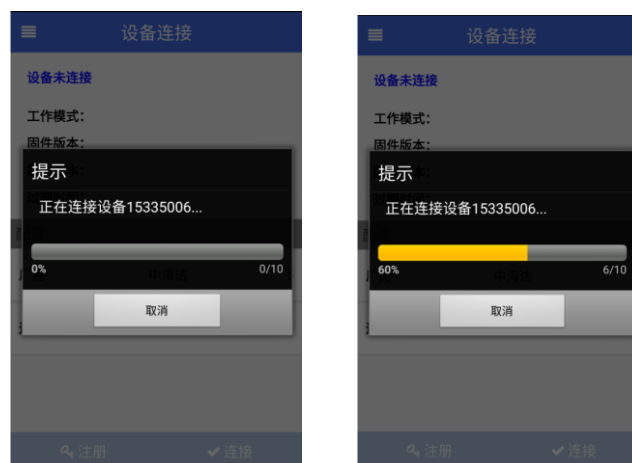 设备连接
设备未连接
工作模式:
固件版本:
提示
正在连接设备15335006...
0%
0/10
取消
注册
连接
设备连接
设备未连接
工作模式:
固件版本:
提示
正在连接设备15335006...
60%
6/10
中海达
取消
注册
连接